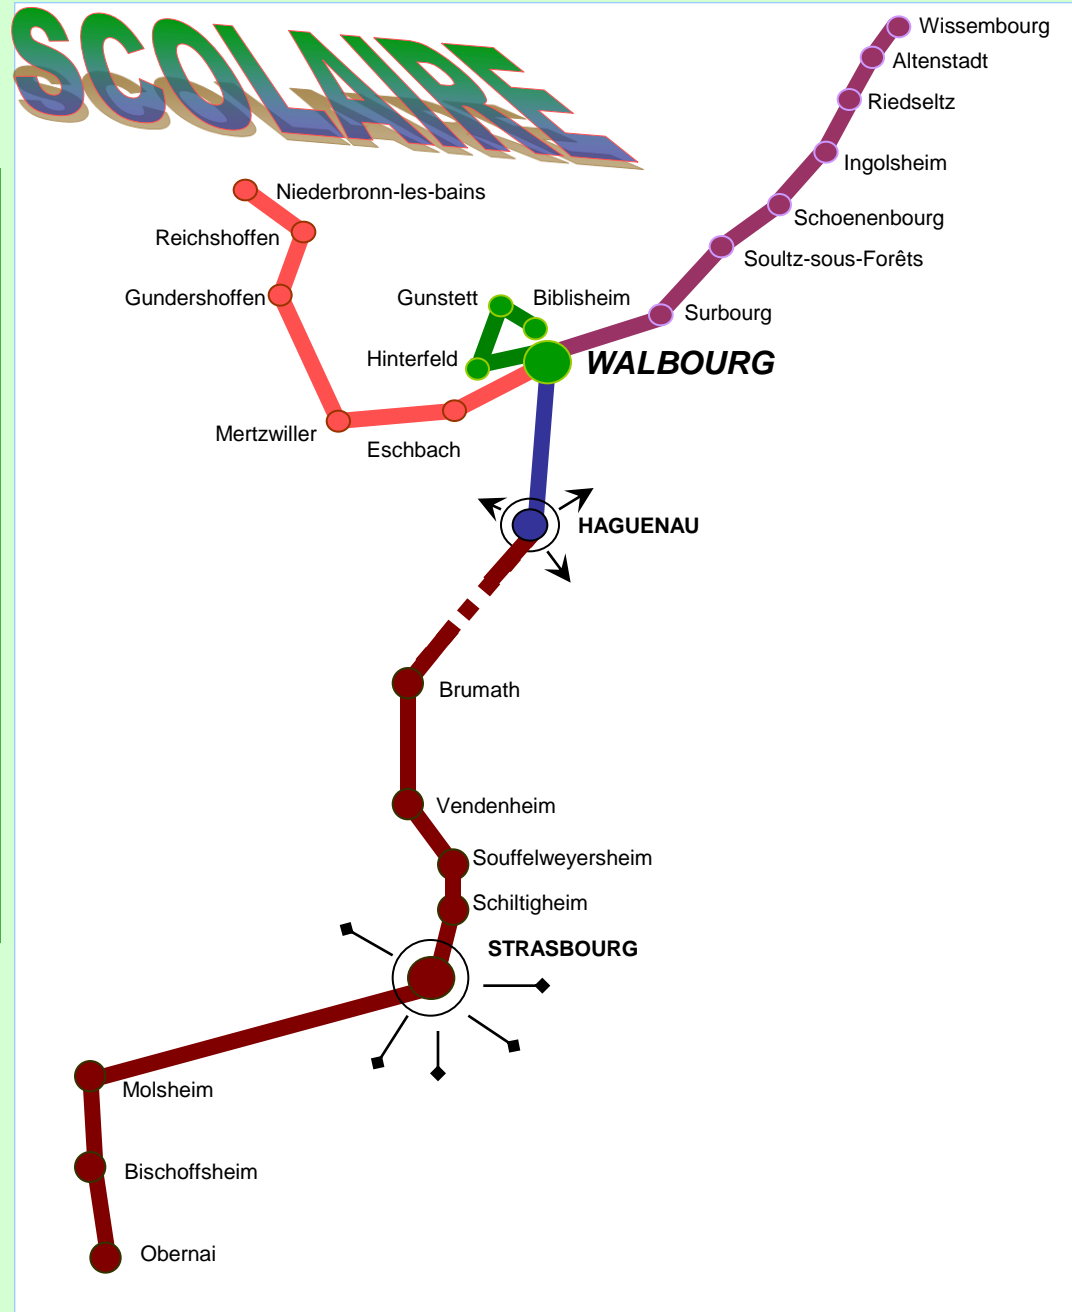 SCOLAIRE
Wissembourg
Altenstadt
Riedseltz
Ingolsheim
Niederbronn-les-bains
Schoenenbourg
Reichshoffen
Soultz-sous-Forêts
Gundershoffen
Gunstett
Biblisheim
Surbourg
Hinterfeld
WALBOURG
Mertzwiller
Eschbach
HAGUENAU
Brumath
Vendenheim
Souffelweyersheim
Schiltigheim
STRASBOURG
Molsheim
Bischoffsheim
Obernai